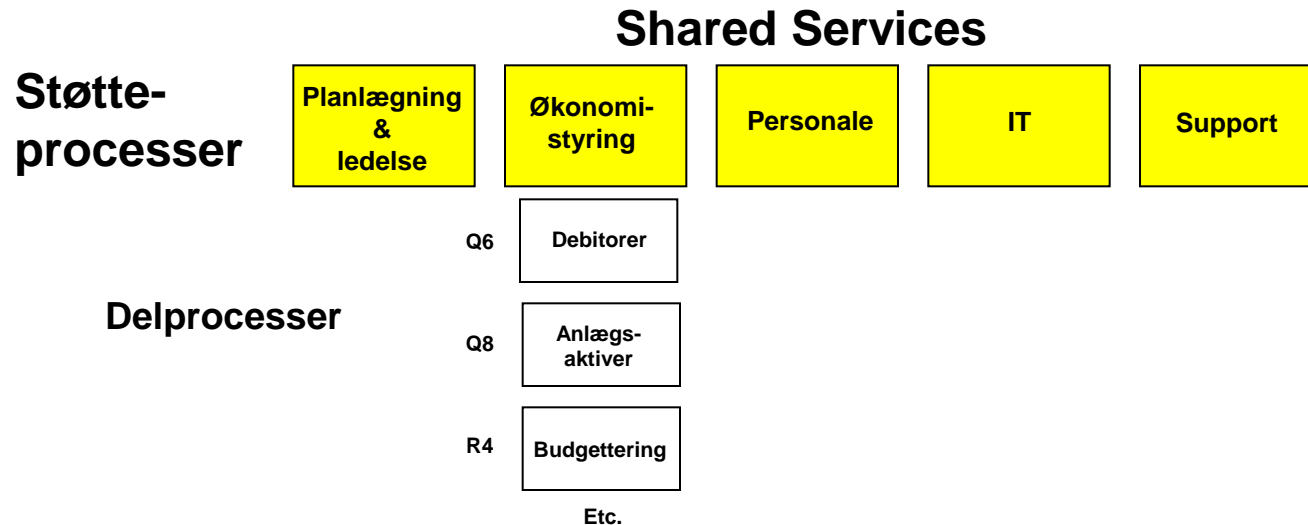 Shared Services
Støtte-
processer
Planlægning
&
ledelse
Økonomi-
styring
Personale
IT
Support
Delprocesser
Q6
Debitorer
Q8
Anlægs-
aktiver
R4
Budgettering
Etc.